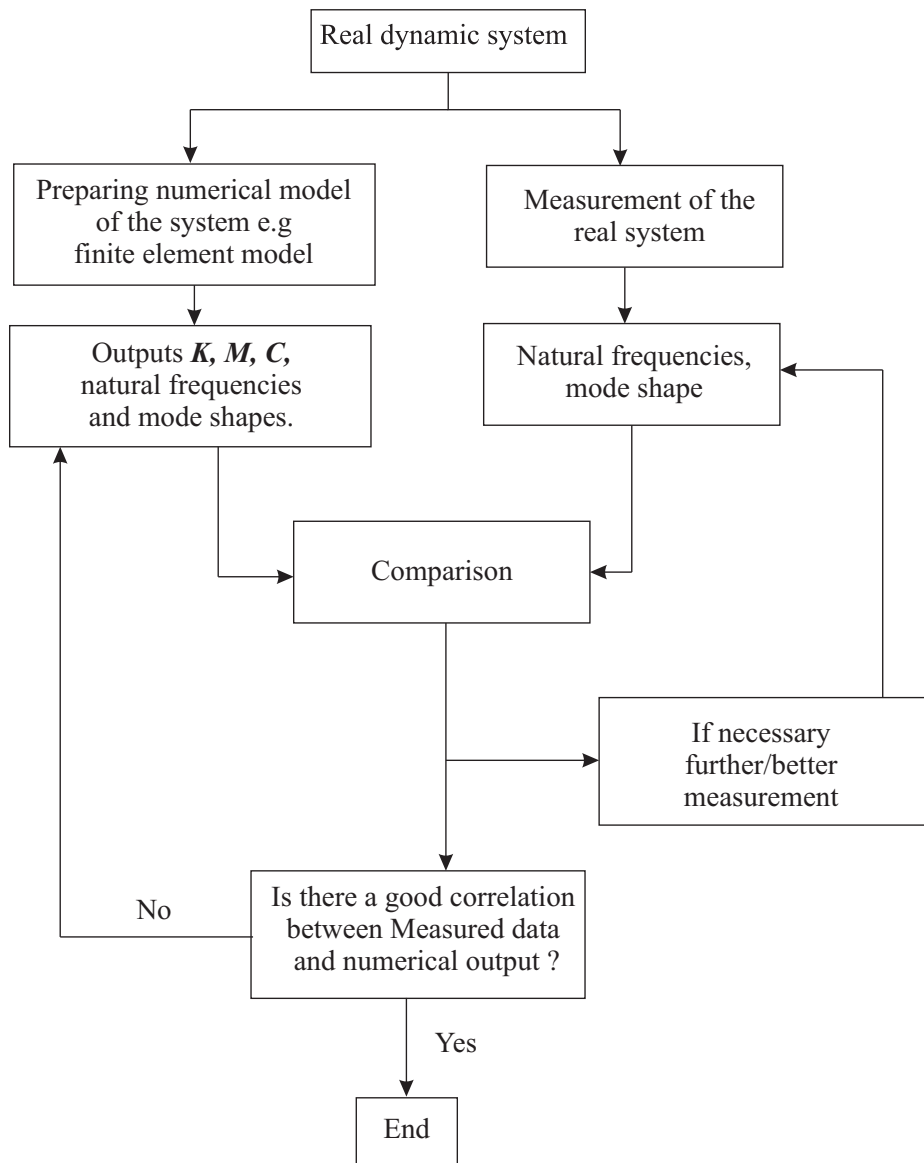 Real dynamic system
Preparing numerical model
of the system e.g
finite element model
Measurement of the
real system
Outputs K, M, C,
natural frequencies
and mode shapes.
Natural frequencies,
mode shape
Comparison
If necessary
further/better
measurement
Is there a good correlation
between Measured data
and numerical output ?
No
Yes
End